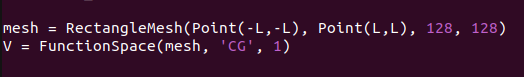 mesh = RectangleMesh(Point(-L,-L), Point(L,L), 128, 128)
V = FunctionSpace(mesh, 'CG', 1)